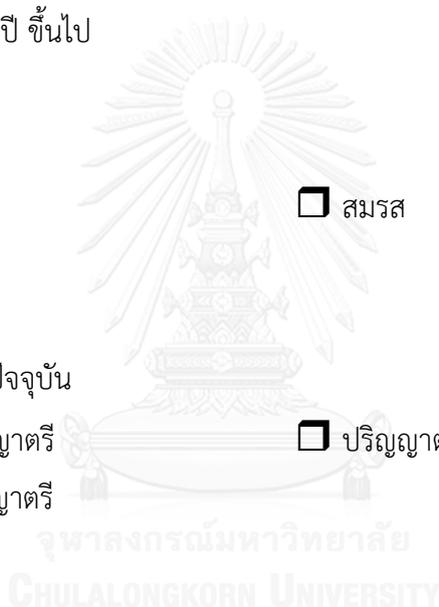 ปี ขึ้นไป
❒ สมรส
ปัจจุบัน
ญาตรี ❒ ปริญญาต
ญาตรี
จุฬาลงกรณ์มหาวิทยาลัย
CHULALONGKORN UNIVERSITY